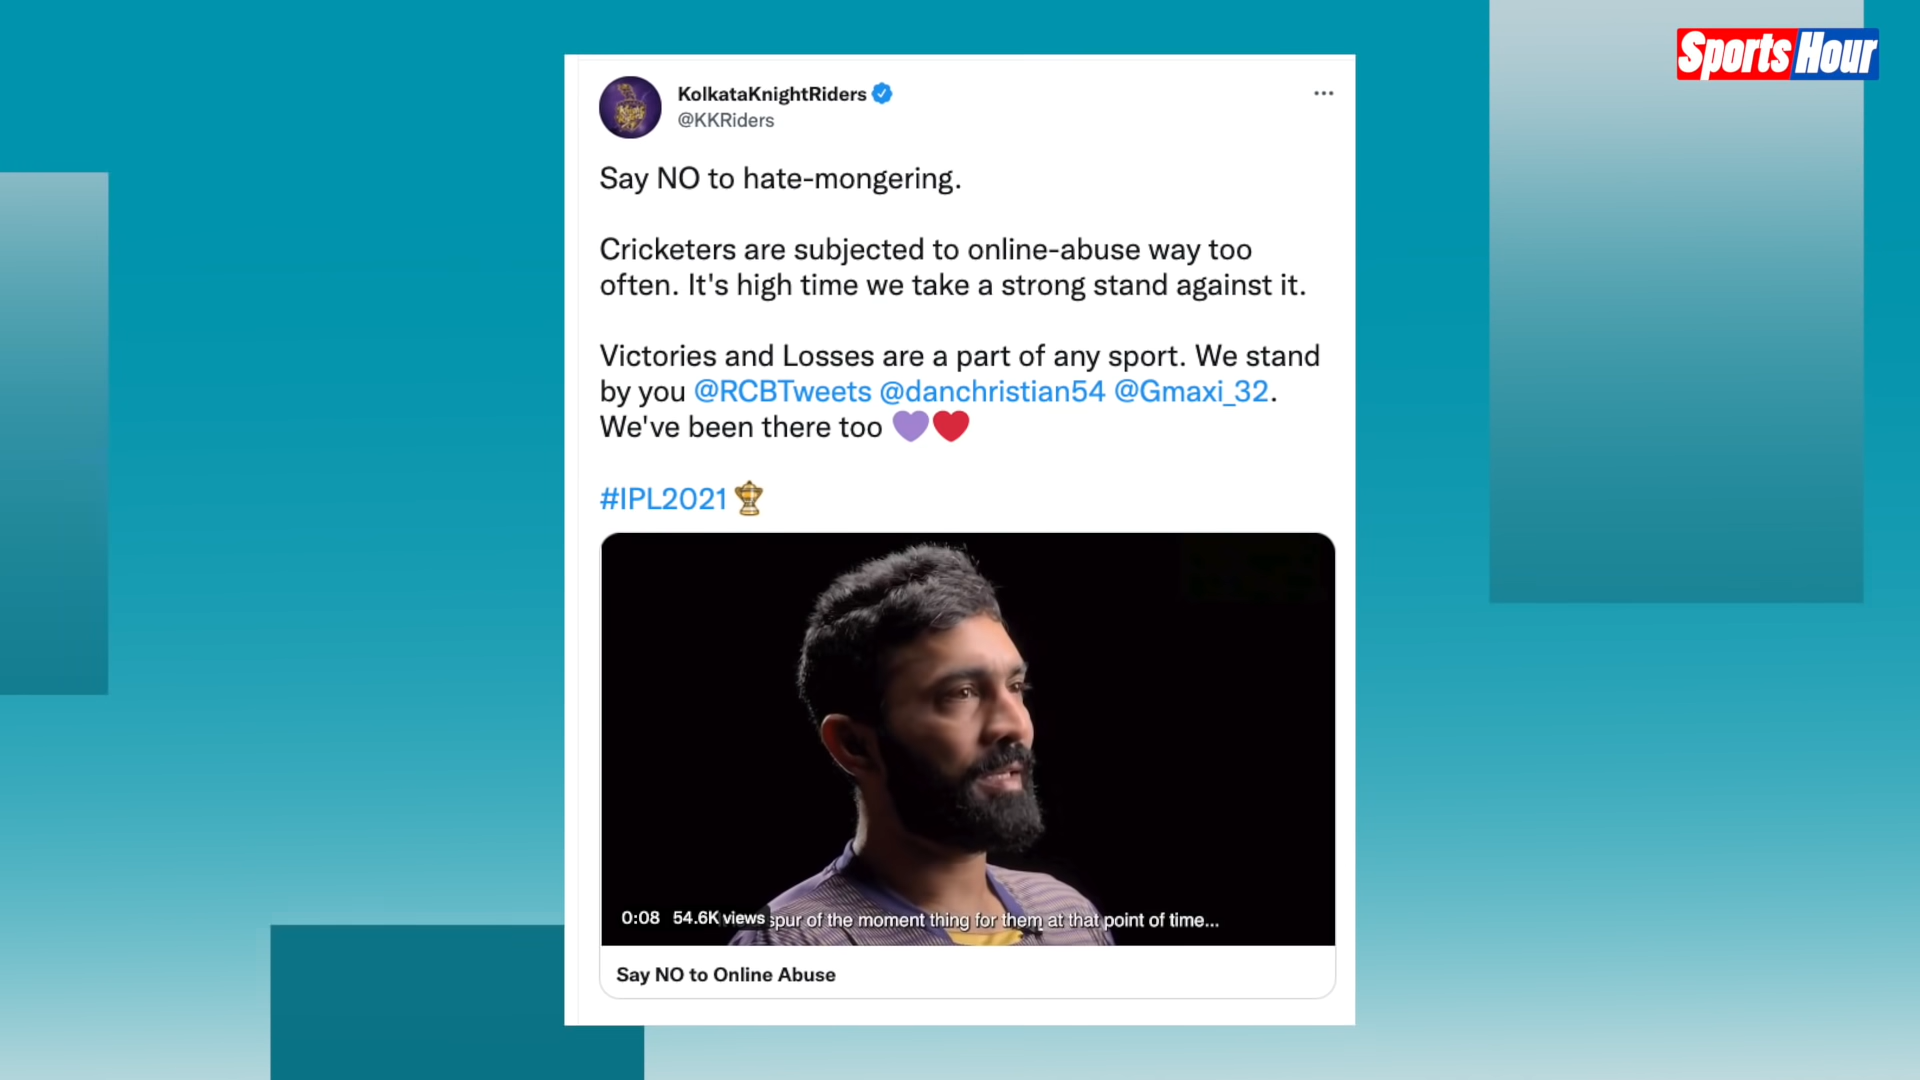 Sports Hour
KolkataKnightRiders
@KKRiders
Say NO to hate-mongering.
Cricketers are subjected to online-abuse way too
often. It's high time we take a strong stand against it.
Victories and Losses are a part of any sport. We stand
by you @RCBTweets @danchristian54 @Gmaxi_32.
We've been there too 💜❤️
#IPL2021🏆
0:08 54.6K views spur of the moment thing for them at that point of time...
Say NO to Online Abuse